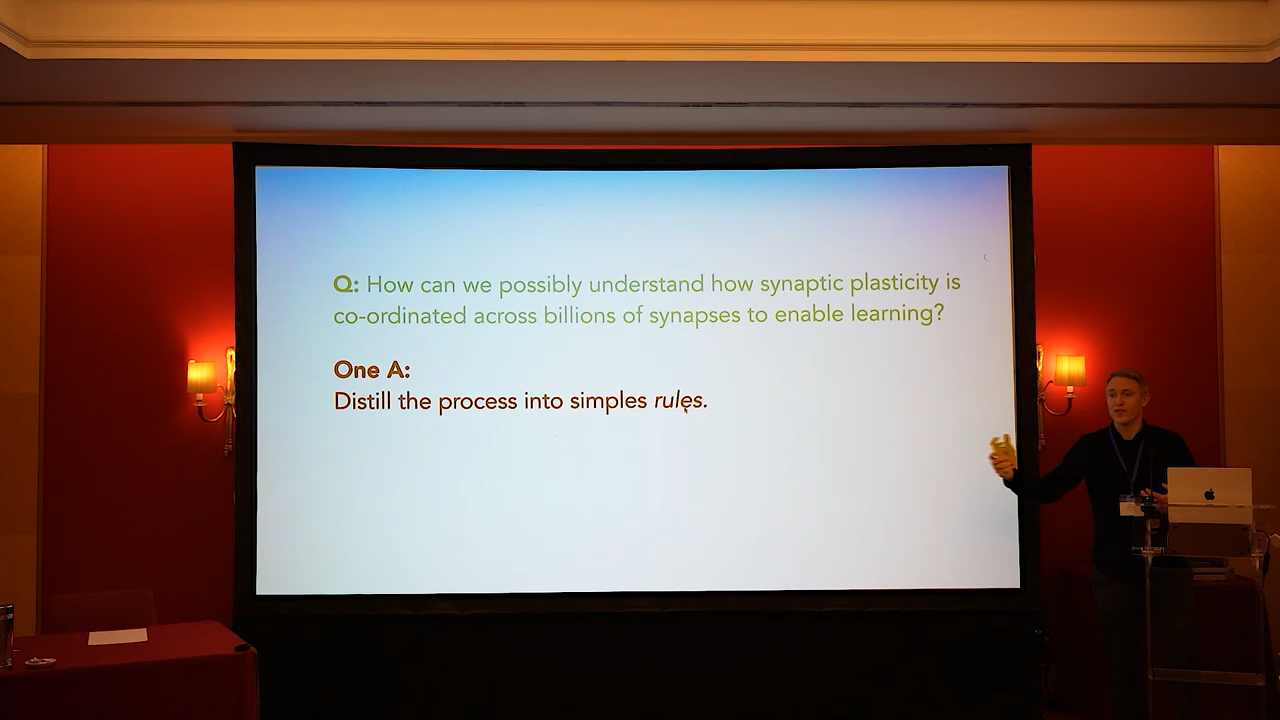 Q: How can we possibly understand how synaptic plasticity is
co-ordinated across billions of synapses to enable learning?
One A:
Distill the process into simples rules.